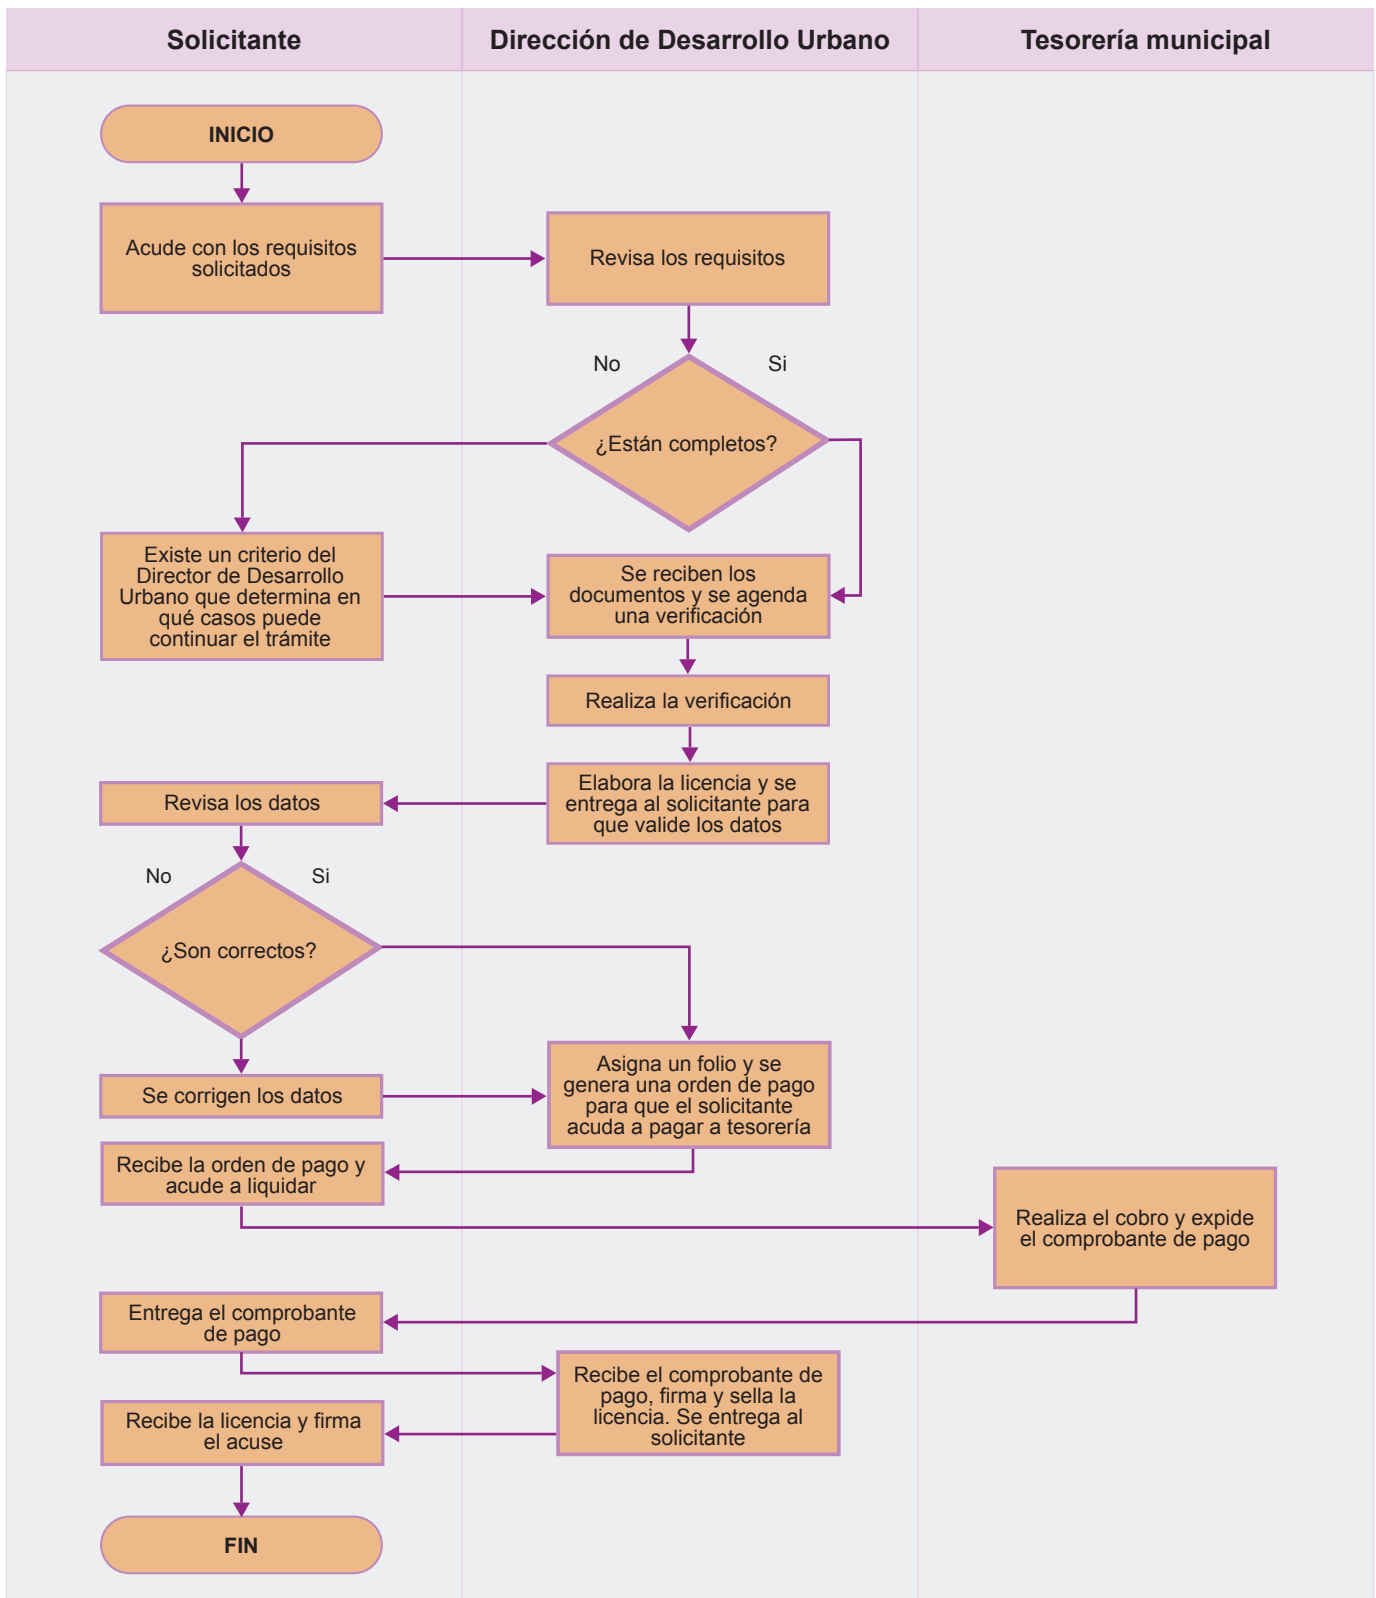 Solicitante
Dirección de Desarrollo Urbano
Tesorería municipal
INICIO
Acude con los requisitos
solicitados
Revisa los requisitos
No
Si
¿Están completos?
Existe un criterio del
Director de Desarrollo
Urbano que determina en
qué casos puede
continuar el trámite
Se reciben los
documentos y se agenda
una verificación
Realiza la verificación
Elabora la licencia y se
entrega al solicitante para
que valide los datos
Revisa los datos
No
Si
¿Son correctos?
Se corrigen los datos
Asigna un folio y se
genera una orden de pago
para que el solicitante
acuda a pagar a tesorería
Recibe la orden de pago y
acude a liquidar
Realiza el cobro y expide
el comprobante de pago
Entrega el comprobante
de pago
Recibe el comprobante de
pago, firma y sella la
licencia. Se entrega al
solicitante
Recibe la licencia y firma
el acuse
FIN